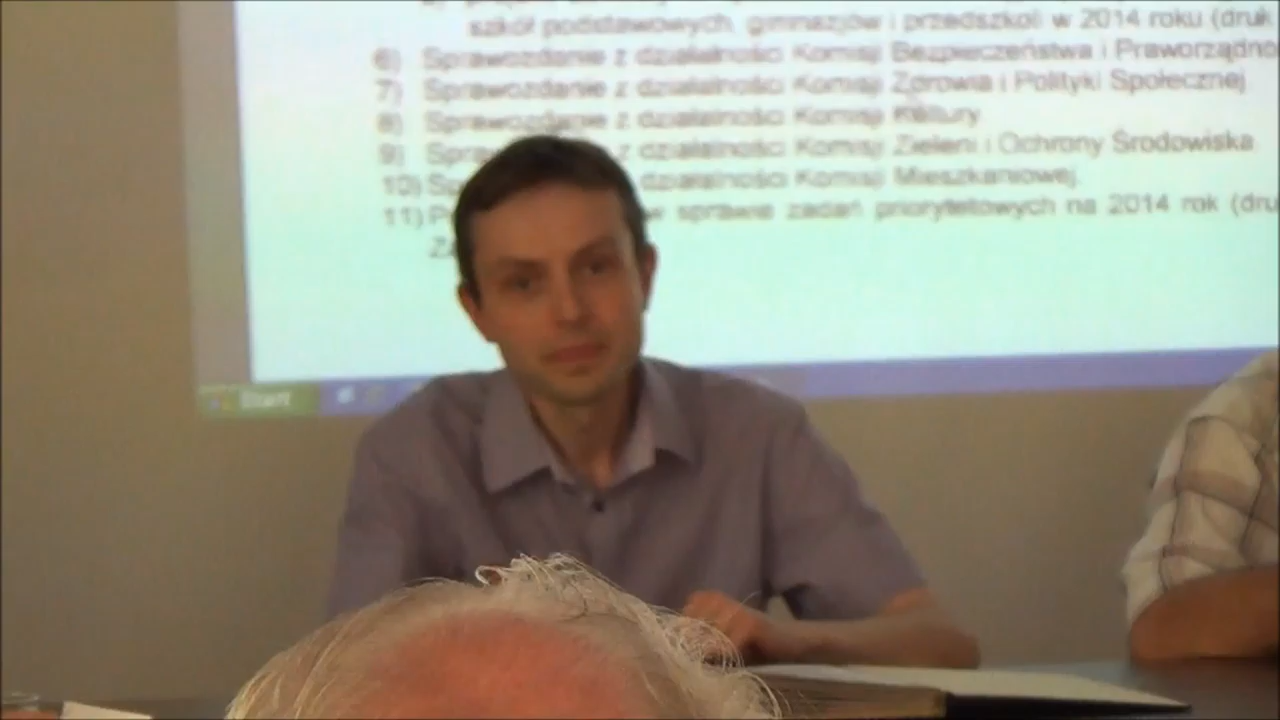 szkół podstawowych, gimnazjów i przedszkoli w 2014 roku (druk
6) Sprawozdanie z działalności Komisji Bezpieczeństwa i Praworządno
7) Sprawozdanie z działalności Komisji Zdrowia i Polityki Społecznej.
8) Sprawozdanie z działalności Komisji Kultury.
9) Spra z działalności Komisji Zieleni i Ochrony Środowiska.
10) Sp działalności Komisji Mieszkaniowej.
11) w sprawie zadań priorytetowych na 2014 rok (dru
Start